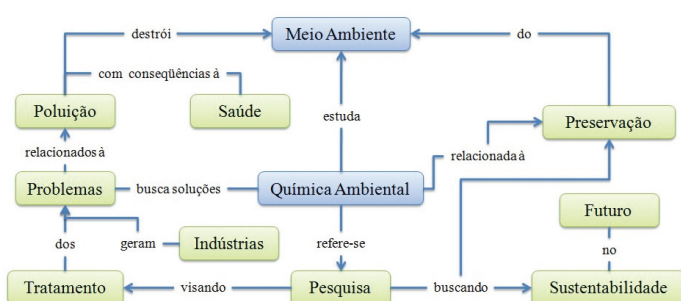 destrói
Meio Ambiente
do
com conseqüências à
Poluição
Saúde
estuda
Preservação
relacionados à
relacionada à
Problemas
busca soluções
Química Ambiental
Futuro
dos
geram
Indústrias
refere-se
no
Tratamento
visando
Pesquisa
buscando
Sustentabilidade